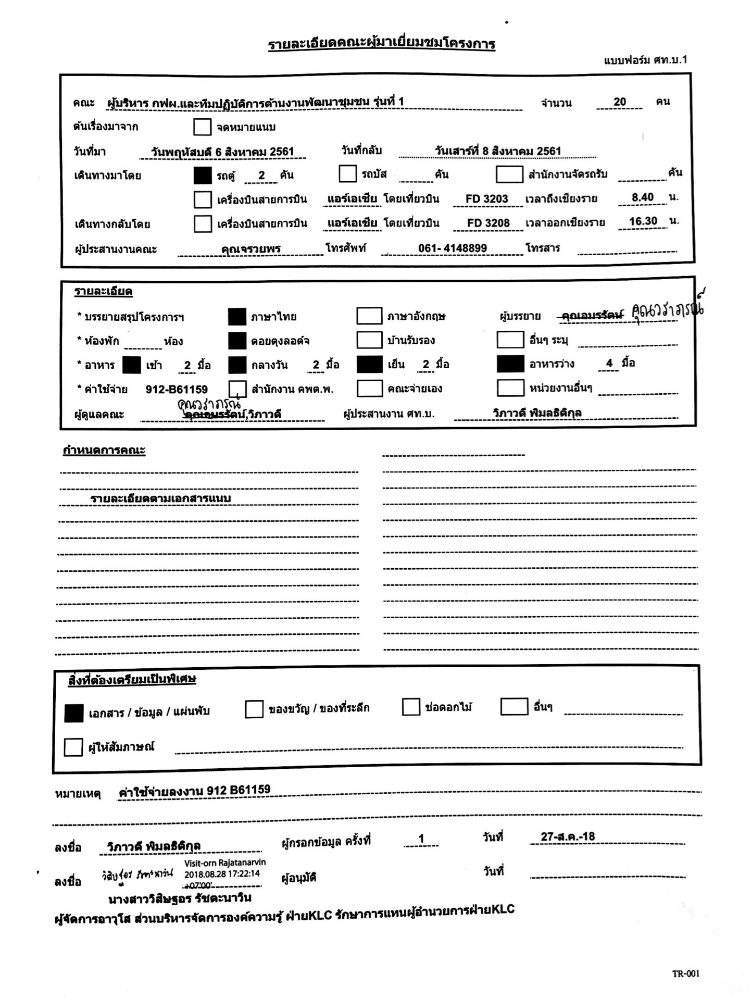 รายละเอียดคณะผู้มาเยี่ยมชมโครงการ
แบบฟอร์ม ศท.บ.1
คณะ ผู้บริหาร กฟผ.และทีมปฏิบัติการด้านงานพัฒนาชุมชน รุ่นที่ 1 จำนวน 20 คน
ต้นเรื่องมาจาก จดหมายแนบ
วันที่มา วันพฤหัสบดี 6 สิงหาคม 2561 วันที่กลับ วันเสาร์ที่ 8 สิงหาคม 2561
เดินทางมาโดย รถตู้ 2 คัน รถบัส คัน สำนักงานจัดรถรับ คัน
เครื่องบินสายการบิน แอร์เอเชีย โดยเที่ยวบิน FD 3203 เวลาถึงเชียงราย 8.40 น.
เดินทางกลับโดย เครื่องบินสายการบิน แอร์เอเชีย โดยเที่ยวบิน FD 3208 เวลาออกเชียงราย 16.30 น.
ผู้ประสานงานคณะ คุณจรวยพร โทรศัพท์ 061- 4148899 โทรสาร
รายละเอียด
* บรรยายสรุปโครงการฯ ภาษาไทย ภาษาอังกฤษ ผู้บรรยาย คุณเอมรรัตน์ คุณวราภรณ์
* ห้องพัก ห้อง ดอยตุงลอด์จ บ้านรับรอง อื่นๆ ระบุ
* อาหาร เช้า 2 มื้อ กลางวัน 2 มื้อ เย็น 2 มื้อ อาหารว่าง 4 มื้อ
* ค่าใช้จ่าย 912-B61159 สำนักงาน คพต.พ. คณะจ่ายเอง หน่วยงานอื่นๆ
คุณวราภรณ์
ผู้ดูแลคณะ คุณเอมรรัตน์,วิภาวดี ผู้ประสานงาน ศท.บ. วิภาวดี พิมลธิติกุล
กำหนดการคณะ
รายละเอียดตามเอกสารแนบ
สิ่งที่ต้องเตรียมเป็นพิเศษ
เอกสาร / ข้อมูล / แผ่นพับ ของขวัญ / ของที่ระลึก ช่อดอกไม้ อื่นๆ
ผู้ให้สัมภาษณ์
หมายเหตุ ค่าใช้จ่ายลงงาน 912 B61159
ลงชื่อ วิภาวดี พิมลธิติกุล ผู้กรอกข้อมูล ครั้งที่ 1 วันที่ 27-ส.ค.-18
Visit-orn Rajatanarvin
2018.08.28 17:22:14
+07'00'
ลงชื่อ ผู้อนุมัติ วันที่
นางสาววิสิษฐอร รัชตะนาวิน
ผู้จัดการอาวุโส ส่วนบริหารจัดการองค์ความรู้ ฝ่ายKLC รักษาการแทนผู้อำนวยการฝ่ายKLC
TR-001